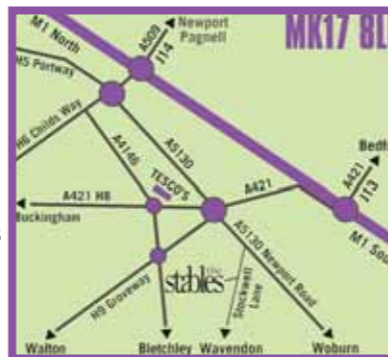 MK17 8L
M1 North
A509
J14
Newport
Pagnell
H5 Portway
H6 Childs Way
A4146
A5130
TESCO'S
A421
A421
J13
Bedf
M1 Sou
A421 H8
Buckingham
A5130 Newport Road
the
stables
Stockwell
Lane
H9 Groveway
Walton
Bletchley
Wavendon
Woburn